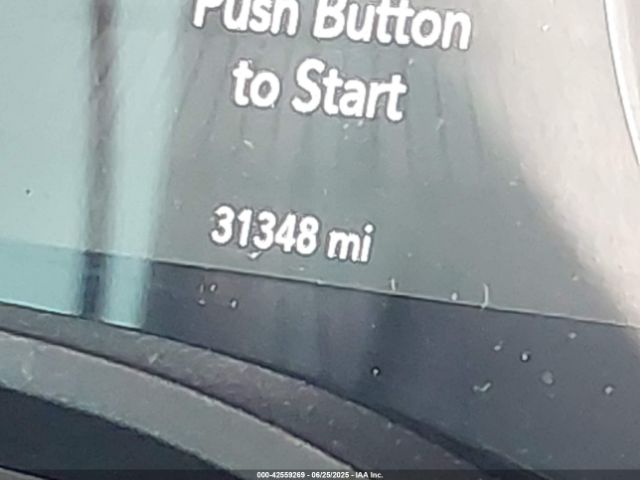 Push Button
to Start
31348 mi
000-42559269 - 06/25/2025 - IAA Inc.